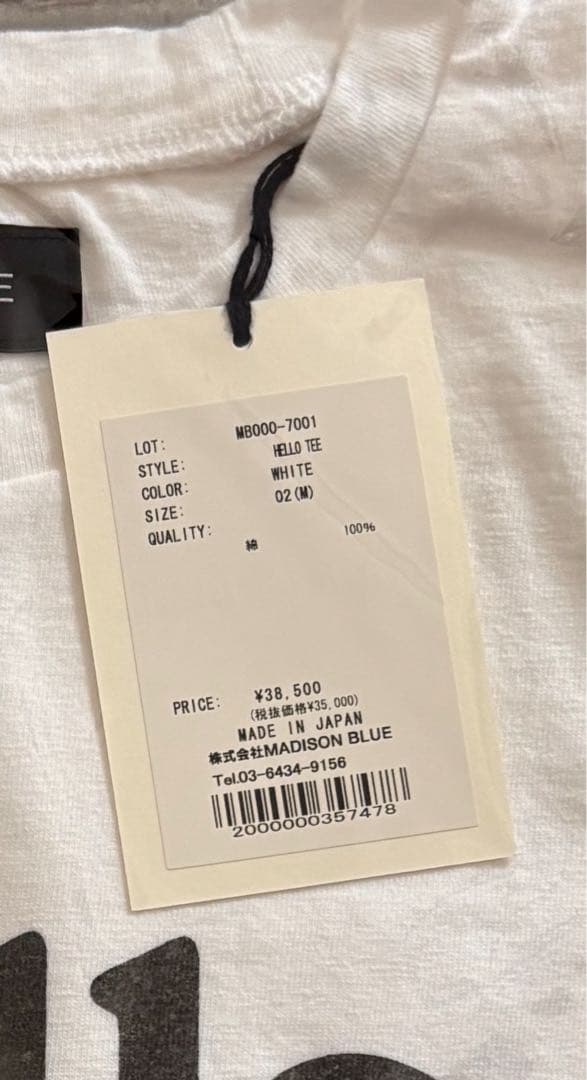 E
LOT: MB000-7001
STYLE: HELLO TEE
COLOR: WHITE
SIZE: 02(M)
QUALITY:
綿 100%
PRICE: ¥38,500
(税抜価格¥35,000)
MADE IN JAPAN
株式会社MADISON BLUE
Tel.03-6434-9156
2000000357478
llo